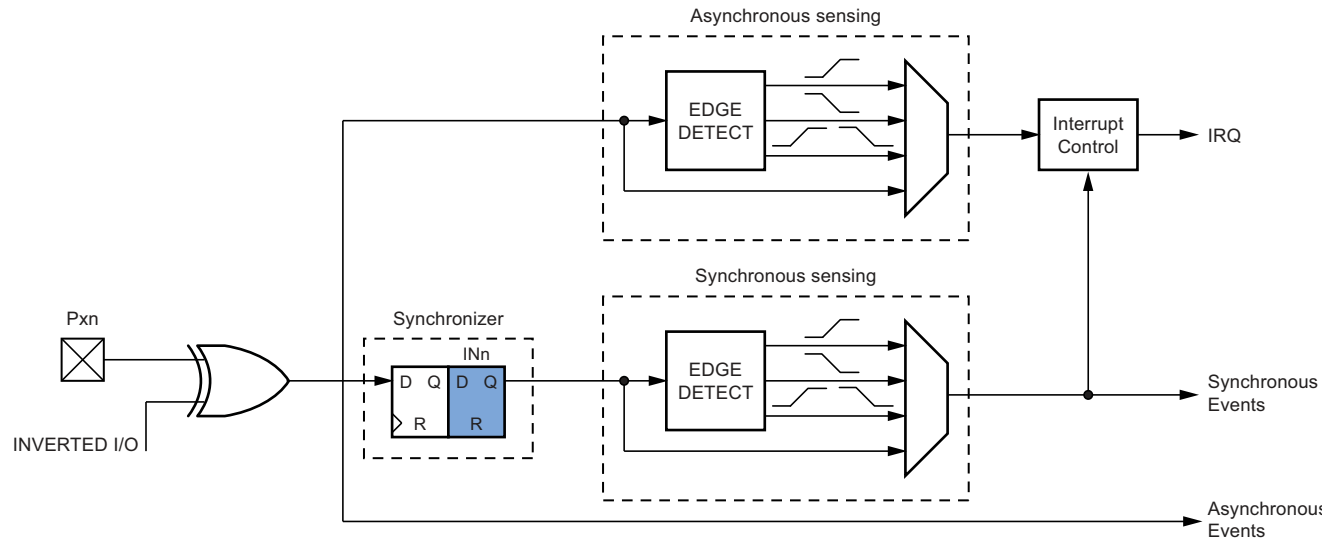 Asynchronous sensing
EDGE
DETECT
Interrupt
Control
IRQ
Synchronous sensing
Pxn
Synchronizer
INn
EDGE
DETECT
D Q D Q
R R
Synchronous
Events
INVERTED I/O
Asynchronous
Events